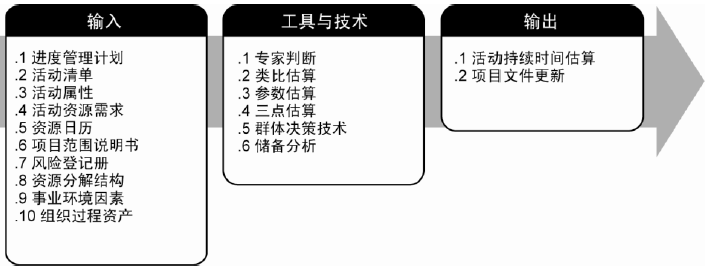 输入
.1 进度管理计划
.2 活动清单
.3 活动属性
.4 活动资源需求
.5 资源日历
.6 项目范围说明书
.7 风险登记册
.8 资源分解结构
.9 事业环境因素
.10 组织过程资产
工具与技术
.1 专家判断
.2 类比估算
.3 参数估算
.4 三点估算
.5 群体决策技术
.6 储备分析
输出
.1 活动持续时间估算
.2 项目文件更新